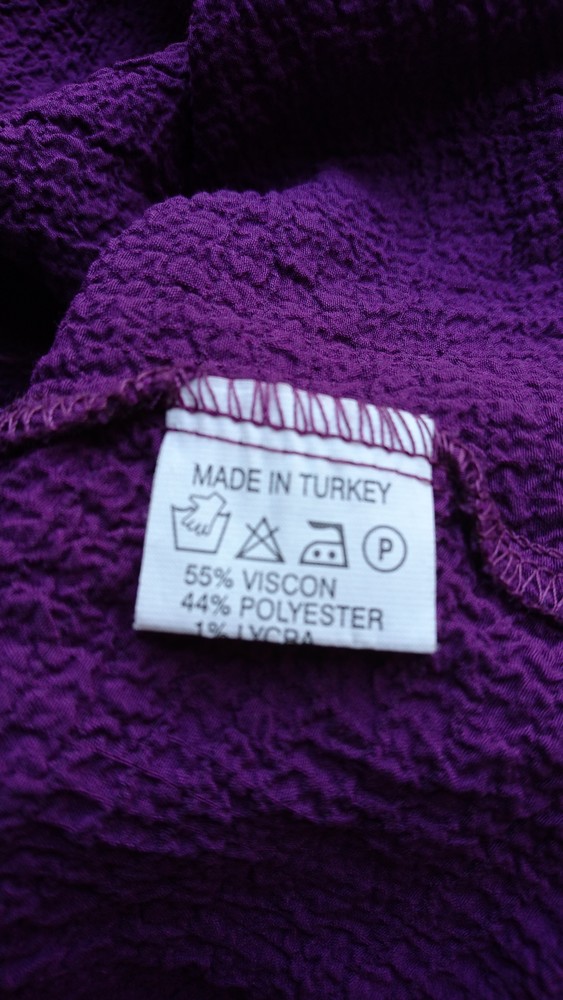 MADE IN TURKEY
P
55% VISCON
44% POLYESTER
1% LYCRA